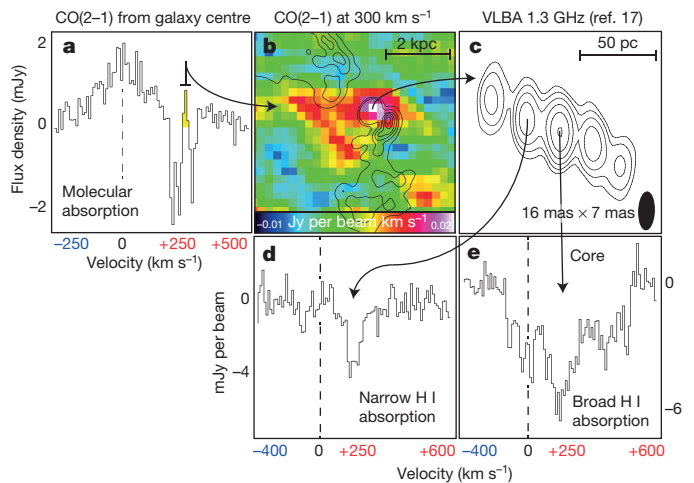 CO(2–1) from galaxy centre
CO(2–1) at 300 km s⁻¹
VLBA 1.3 GHz (ref. 17)
a
b
c
2
0
−2
Flux density (mJy)
Molecular
absorption
−250
0
+250
+500
Velocity (km s⁻¹)
2 kpc
−0.01 Jy per beam km s⁻¹ 0.02
50 pc
16 mas × 7 mas
d
e
Core
0
−4
mJy per beam
Narrow H I
absorption
0
−6
Broad H I
absorption
−400
0
+250
+600
−400
0
+250
+600
Velocity (km s⁻¹)